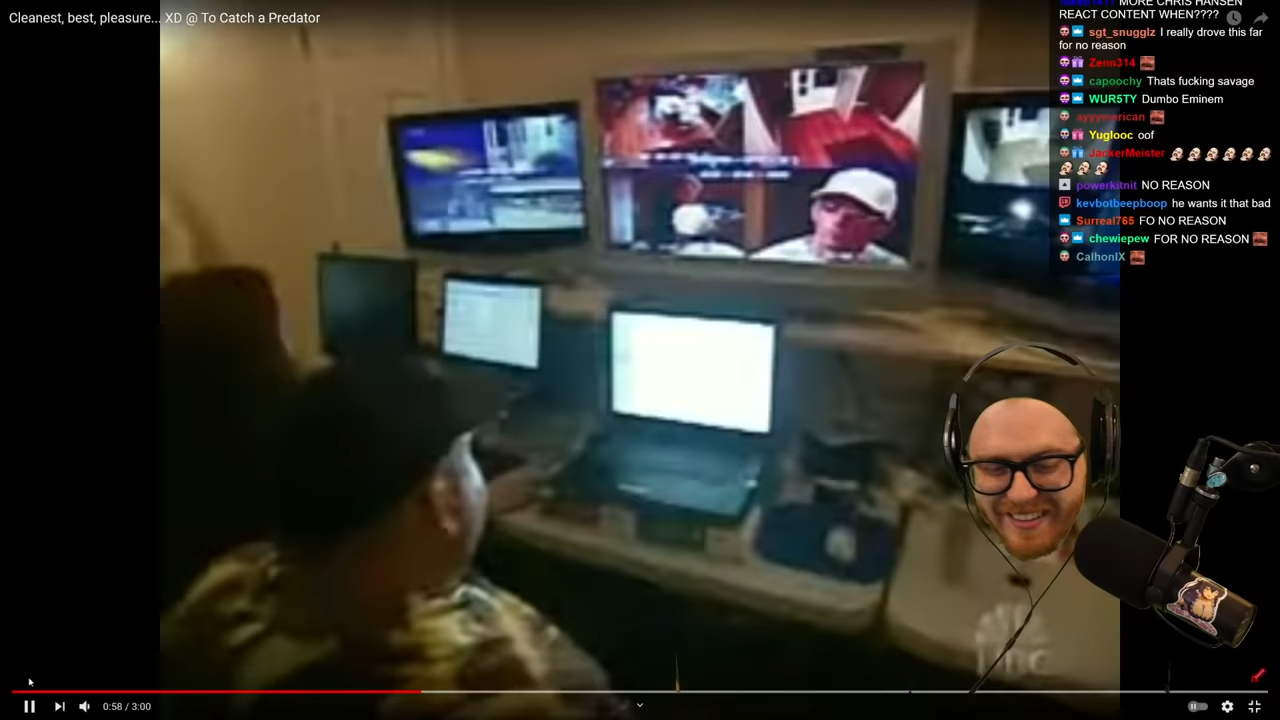 Cleanest, best, pleasure... XD @ To Catch a Predator
MORE CHRIS HANSEN
REACT CONTENT WHEN????
sgt_snugglz I really drove this far
for no reason
Zenn314
capoochy Thats fucking savage
WUR5TY Dumbo Eminem
ayyymerican
Yuglooc oof
JackerMeister
powerkitnit NO REASON
kevbotbeepboop he wants it that bad
Surreal765 FO NO REASON
chewiepew FOR NO REASON
CalhonIX
0:58 / 3:00